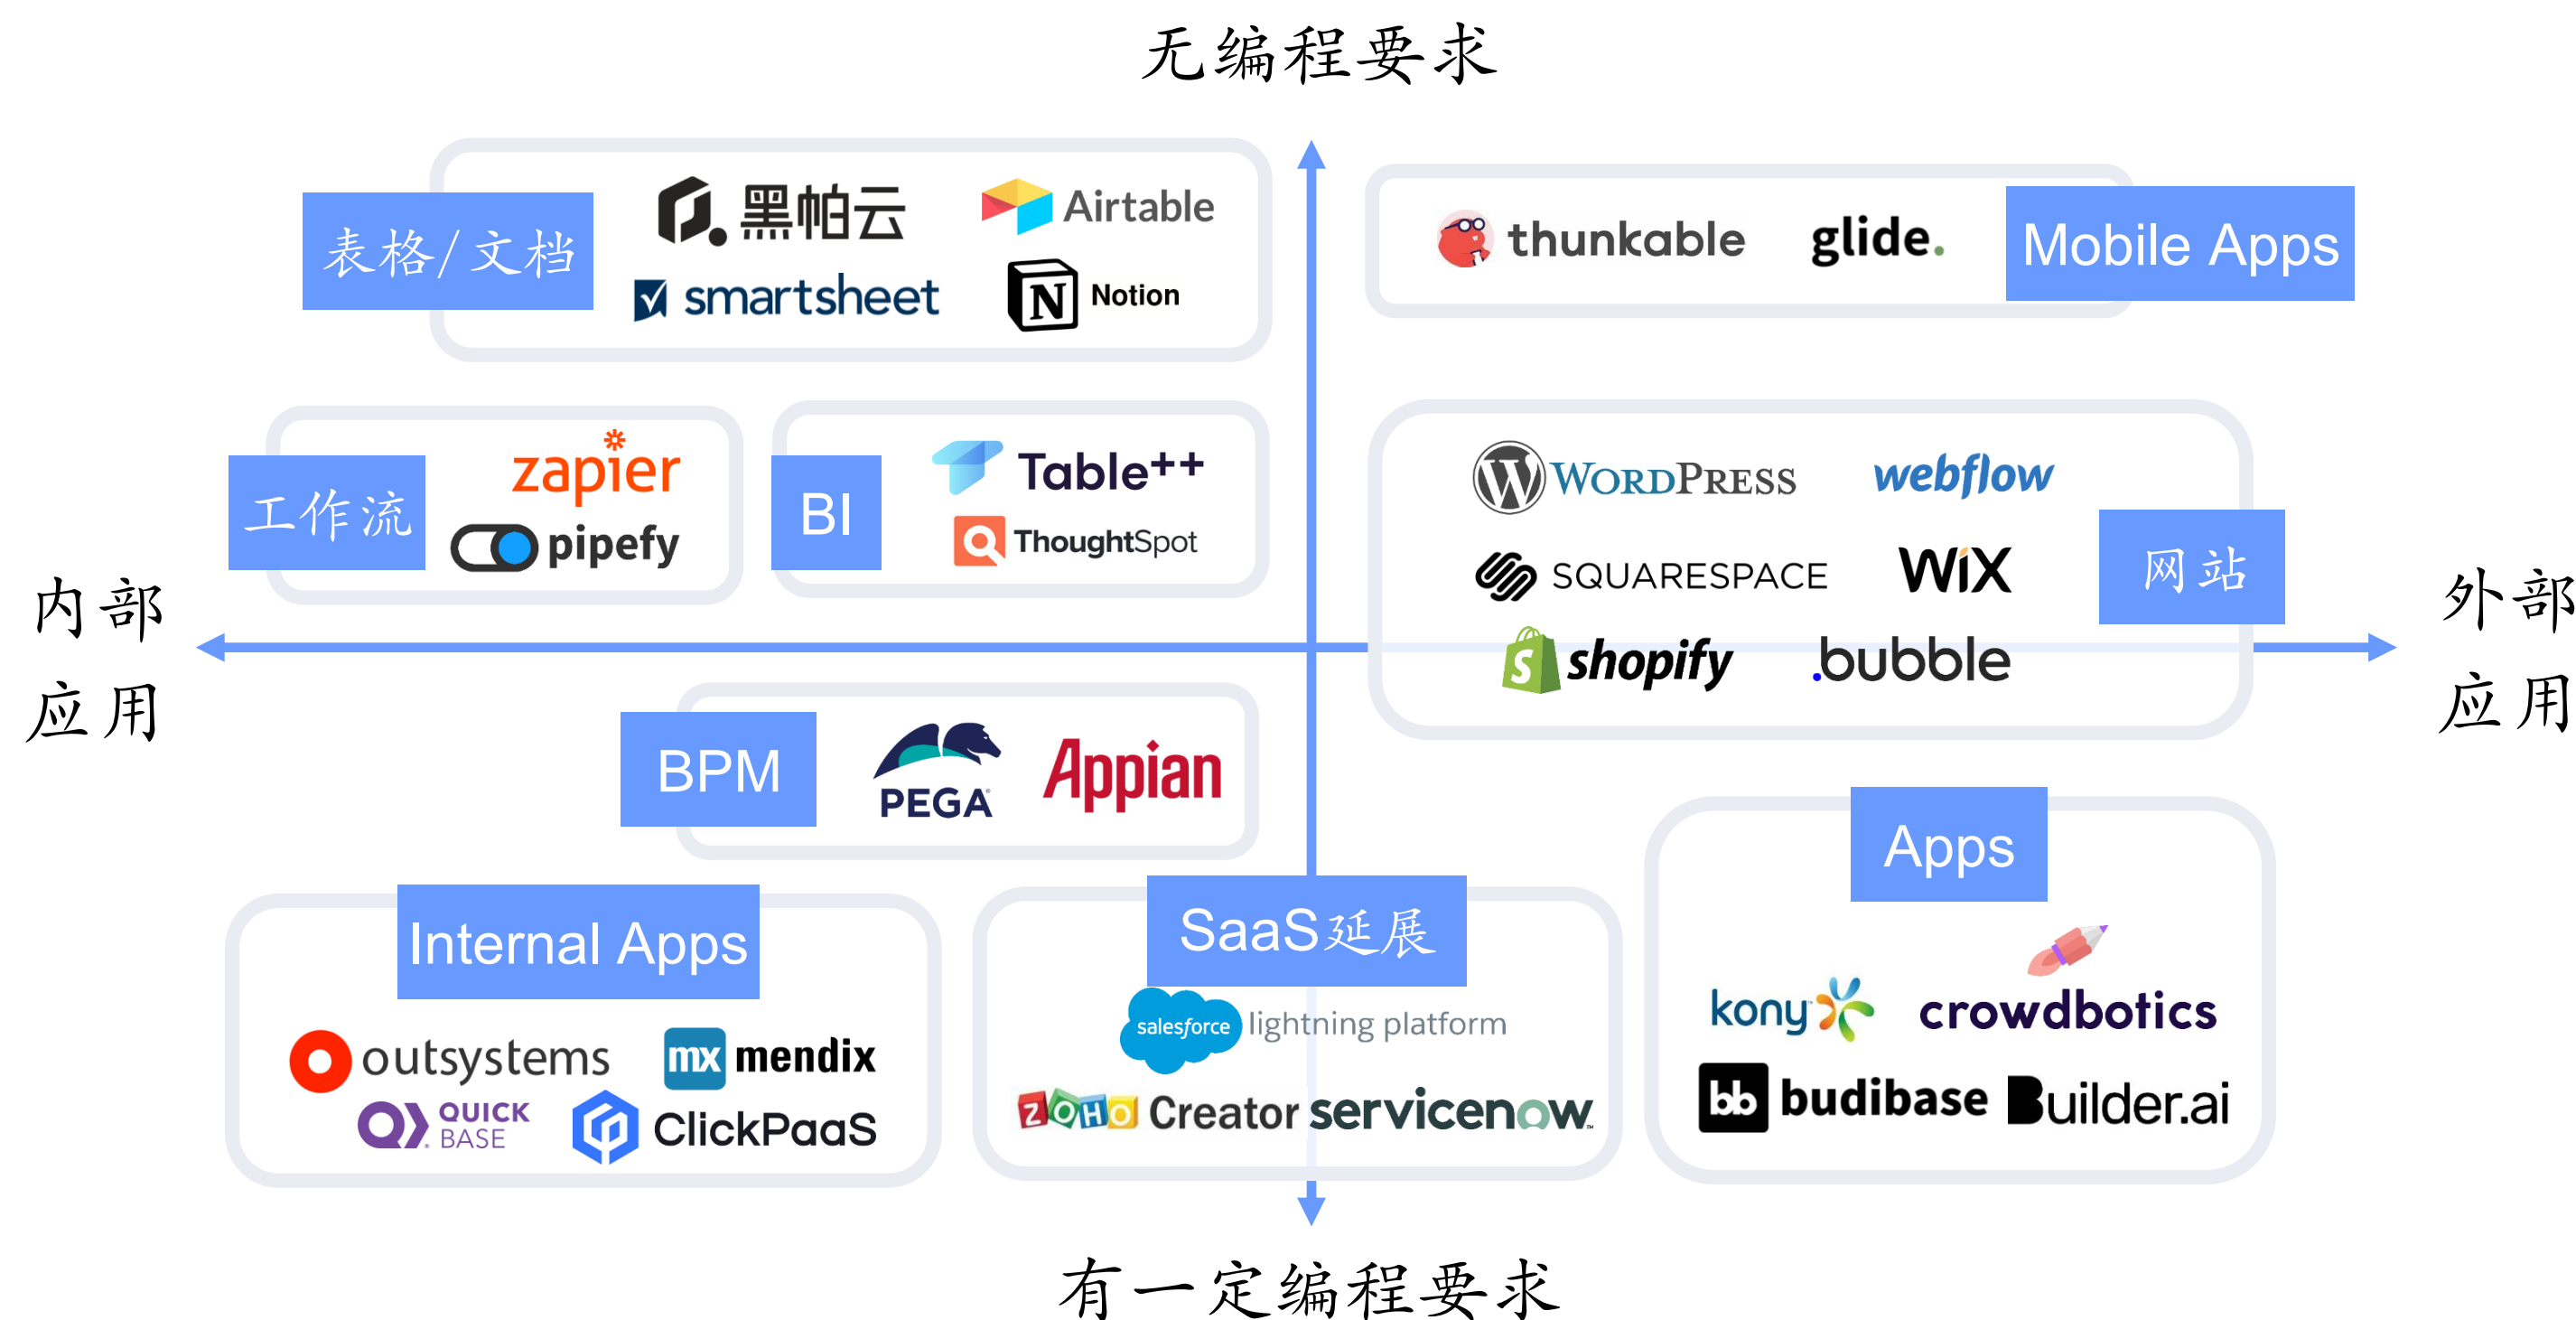 无编程要求
表格/文档
黑帕云
Airtable
smartsheet
Notion
thunkable
glide.
Mobile Apps
工作流
zapier
pipefy
BI
Table++
ThoughtSpot
WORDPRESS
webflow
SQUARESPACE
WiX
shopify
bubble
网站
内部
应用
外部
应用
BPM
PEGA
Appian
Internal Apps
outsystems
mx mendix
QUICK
BASE
ClickPaaS
SaaS延展
salesforce lightning platform
ZOHO Creator
servicenow
Apps
kony
crowdbotics
bb budibase
Builder.ai
有一定编程要求